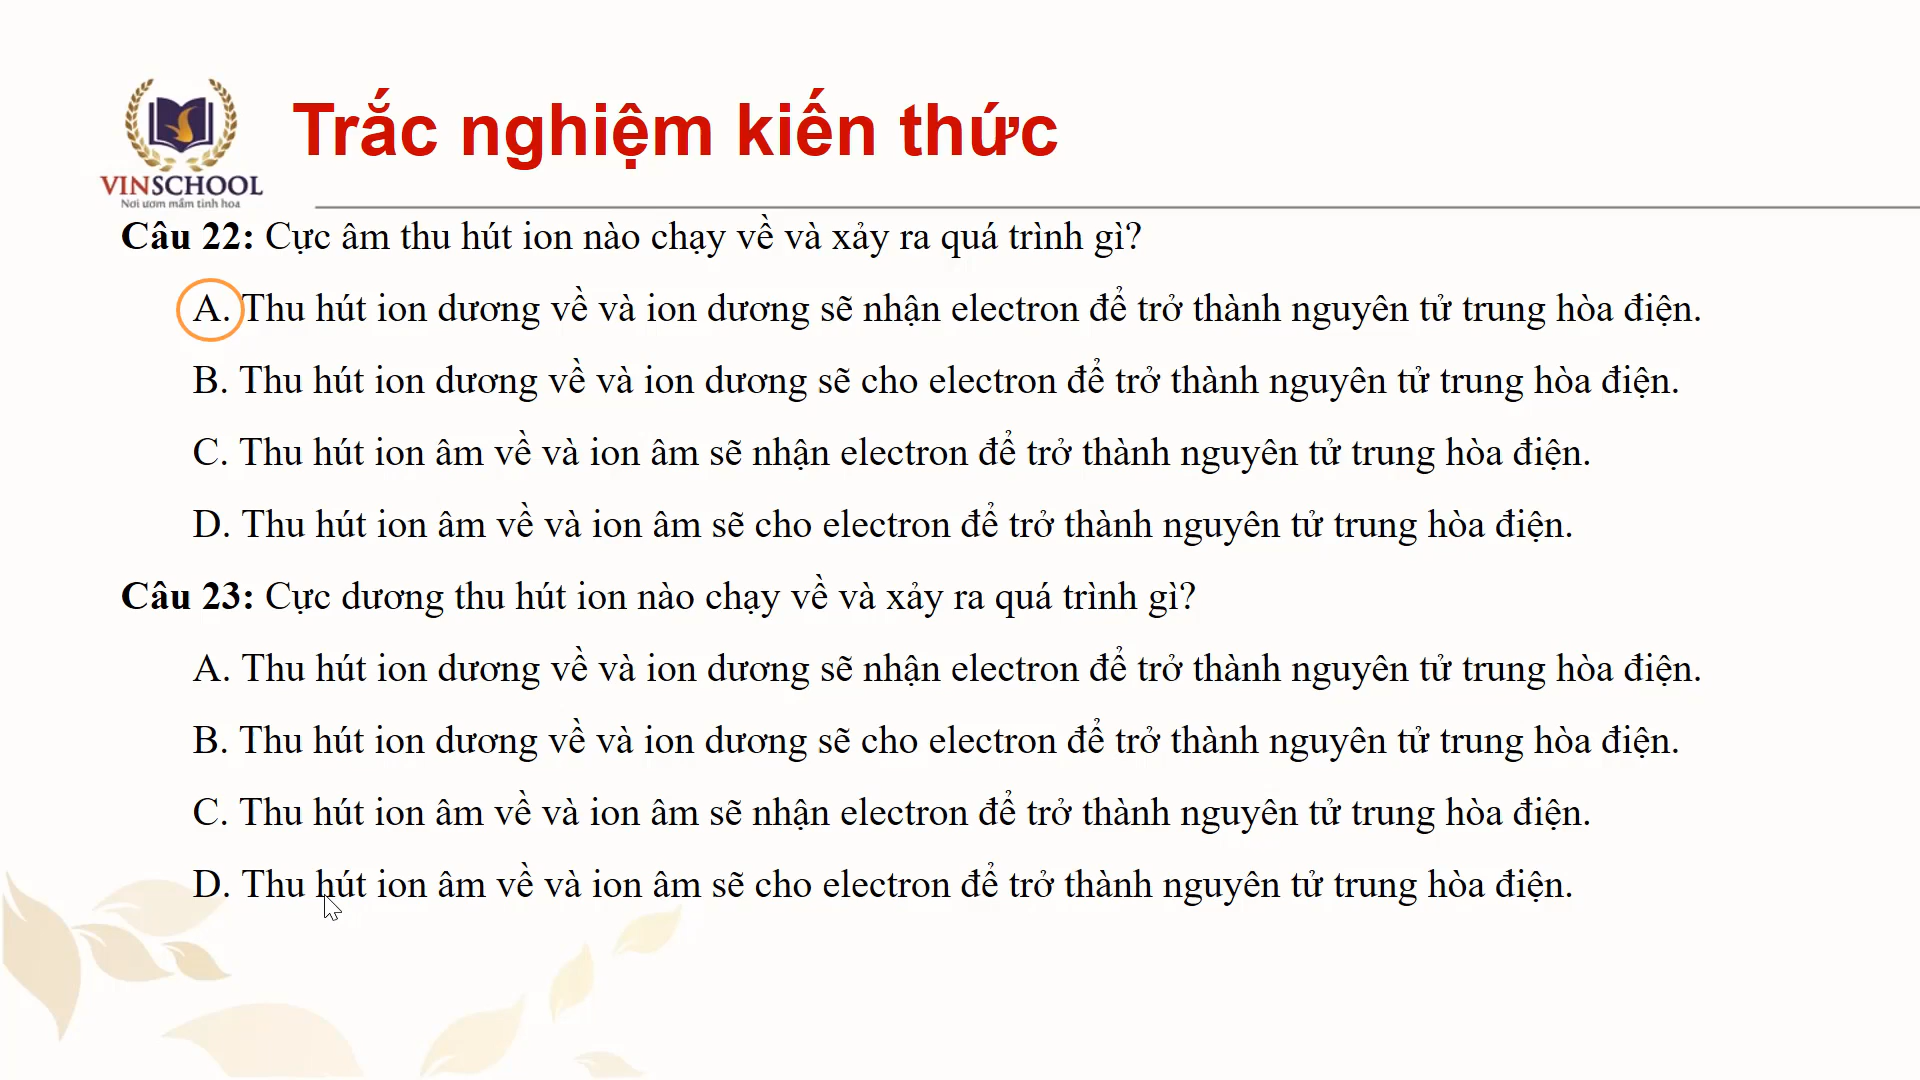 Trắc nghiệm kiến thức
VINSCHOOL
Nơi ươm mầm tinh hoa
Câu 22: Cực âm thu hút ion nào chạy về và xảy ra quá trình gì?
A. Thu hút ion dương về và ion dương sẽ nhận electron để trở thành nguyên tử trung hòa điện.
B. Thu hút ion dương về và ion dương sẽ cho electron để trở thành nguyên tử trung hòa điện.
C. Thu hút ion âm về và ion âm sẽ nhận electron để trở thành nguyên tử trung hòa điện.
D. Thu hút ion âm về và ion âm sẽ cho electron để trở thành nguyên tử trung hòa điện.
Câu 23: Cực dương thu hút ion nào chạy về và xảy ra quá trình gì?
A. Thu hút ion dương về và ion dương sẽ nhận electron để trở thành nguyên tử trung hòa điện.
B. Thu hút ion dương về và ion dương sẽ cho electron để trở thành nguyên tử trung hòa điện.
C. Thu hút ion âm về và ion âm sẽ nhận electron để trở thành nguyên tử trung hòa điện.
D. Thu hút ion âm về và ion âm sẽ cho electron để trở thành nguyên tử trung hòa điện.